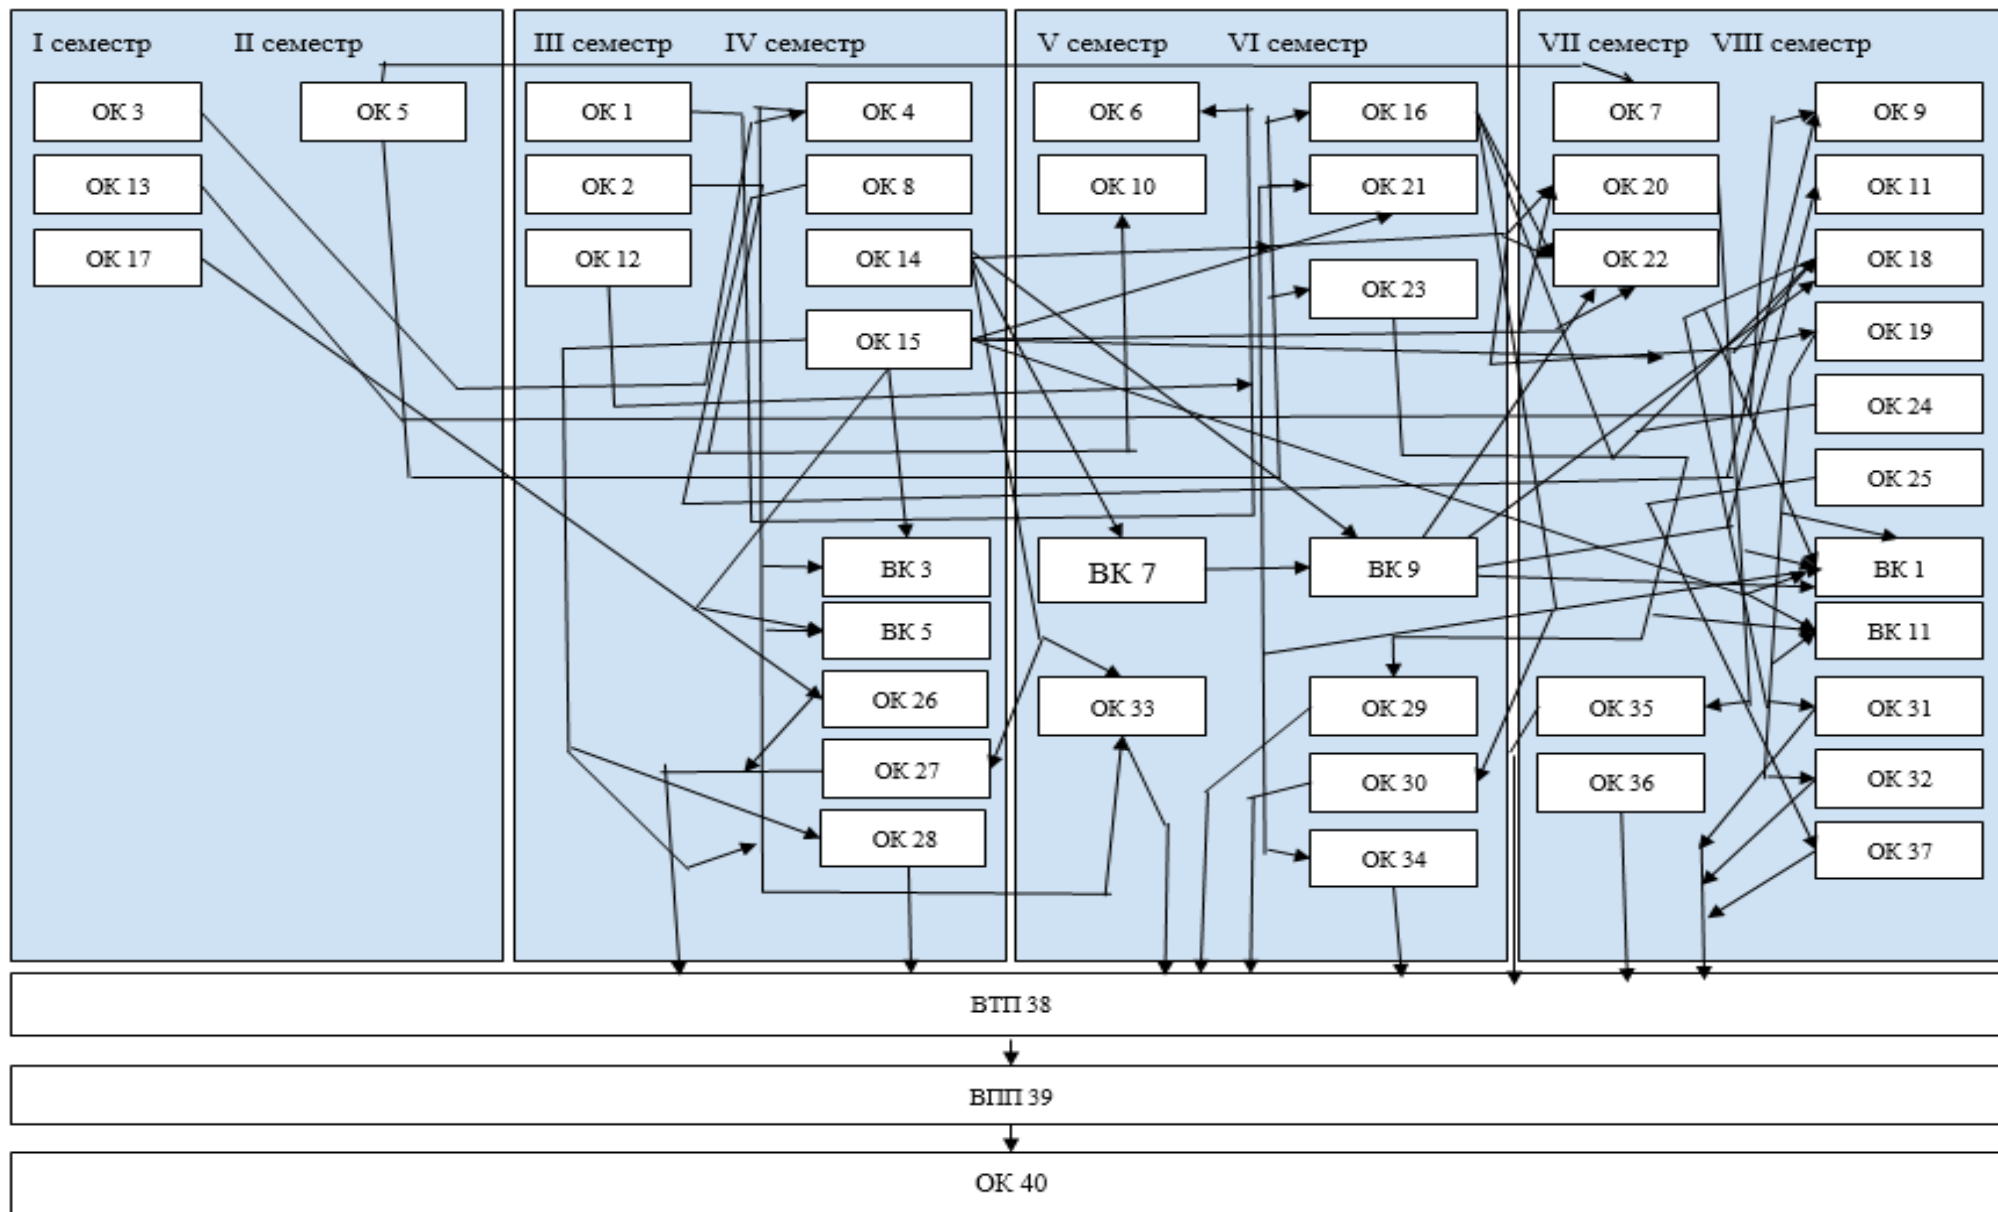 I семестр II семестр III семестр IV семестр V семестр VI семестр VII семестр VIII семестр
ОК 3 ОК 5 ОК 1 ОК 4 ОК 6 ОК 16 ОК 7 ОК 9
ОК 13 ОК 2 ОК 8 ОК 10 ОК 21 ОК 20 ОК 11
ОК 17 ОК 12 ОК 14 ОК 22 ОК 18
ОК 23
ОК 15 ОК 19
ОК 24
ОК 25
ВК 3 ВК 7 ВК 9 ВК 1
ВК 5 ВК 11
ОК 26 ОК 33 ОК 29 ОК 35 ОК 31
ОК 27 ОК 30 ОК 36 ОК 32
ОК 28 ОК 34 ОК 37
ВТП 38
ВПП 39
ОК 40